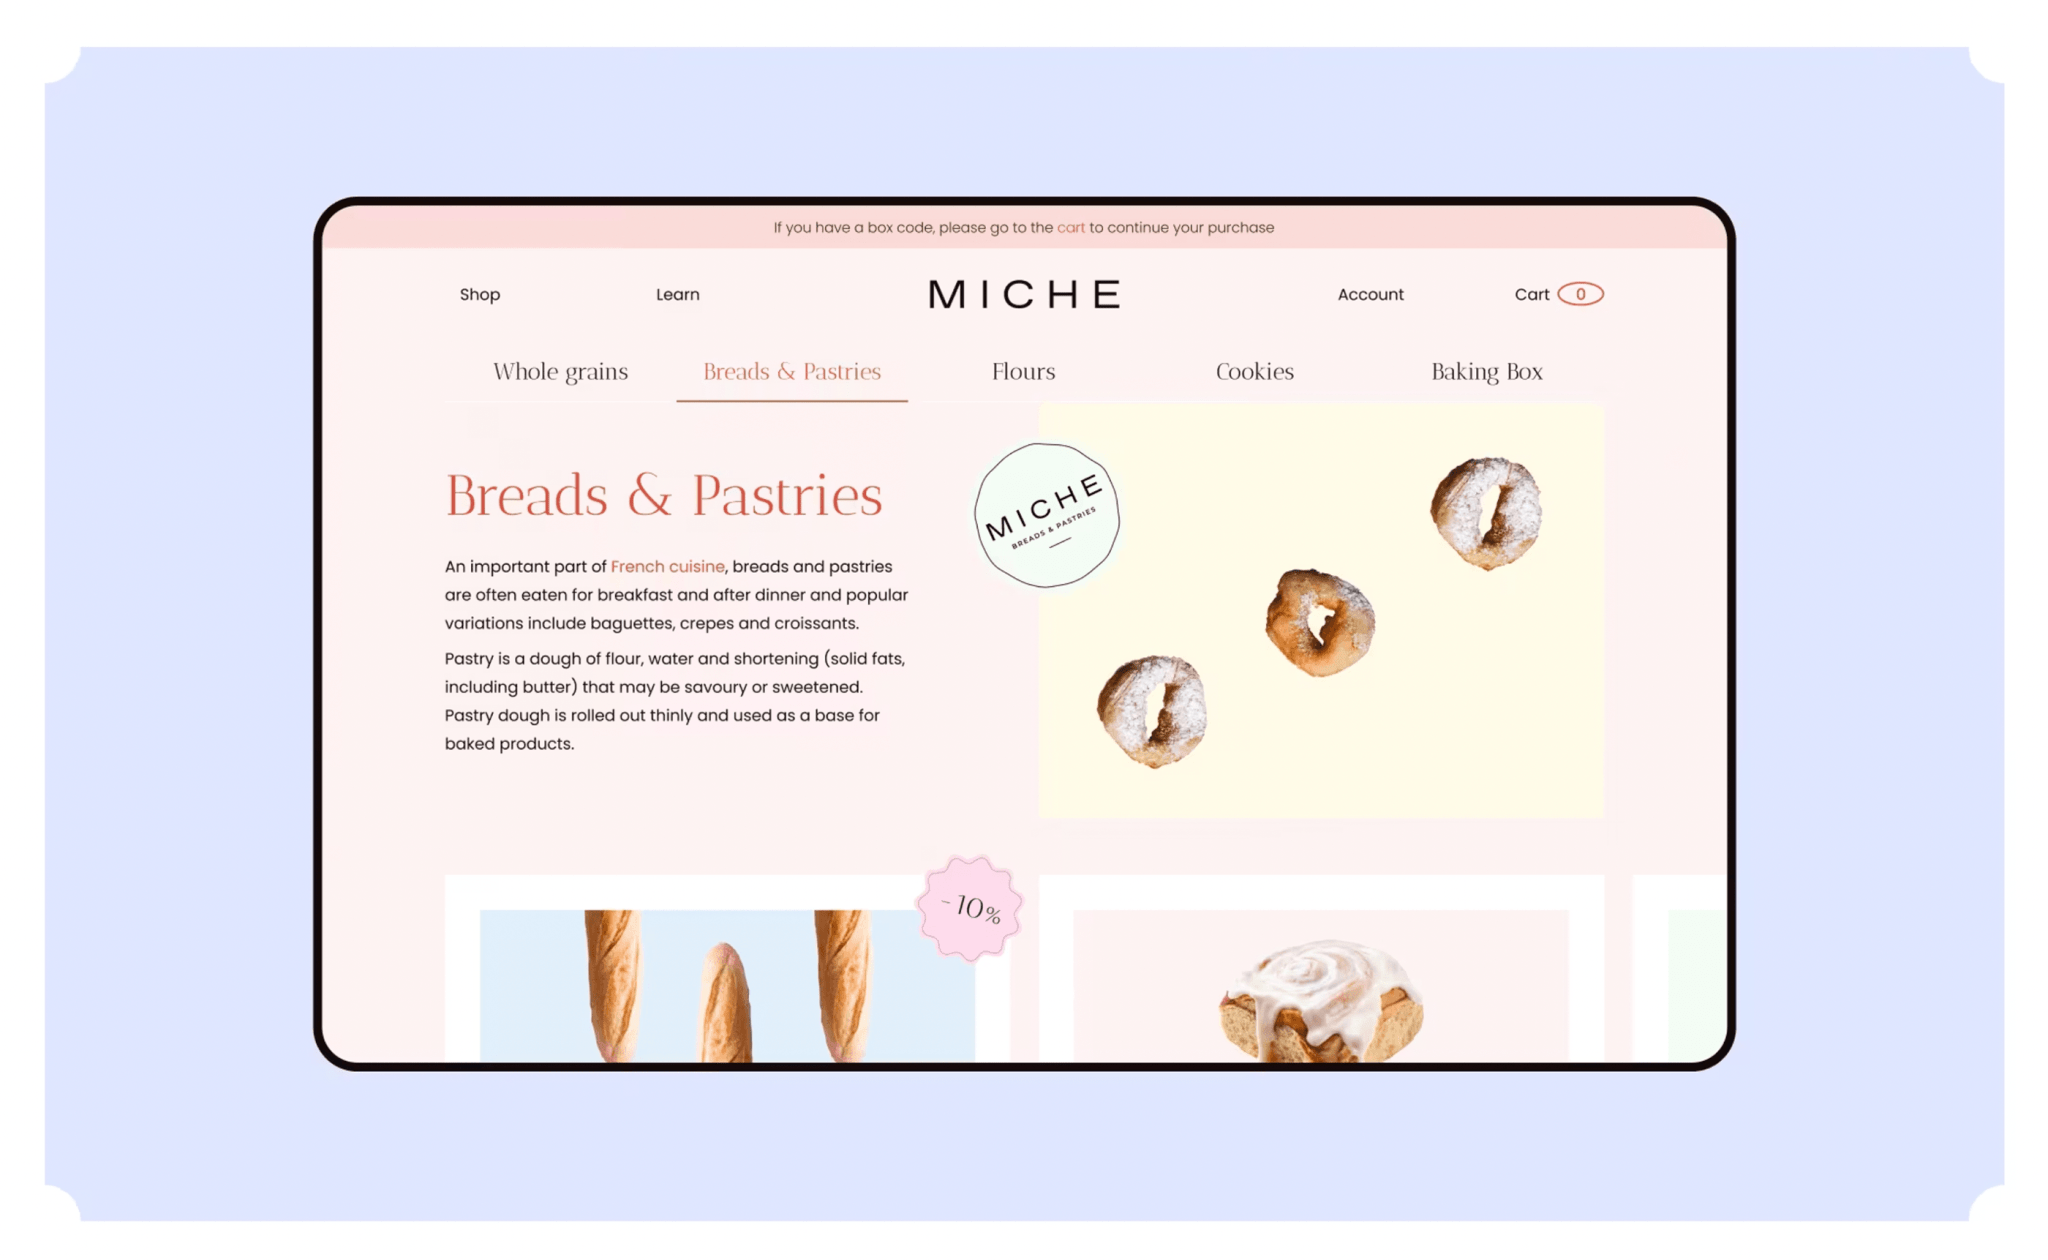 If you have a box code, please go to the cart to continue your purchase
Shop
Learn
MICHE
Account
Cart 0
Whole grains
Breads & Pastries
Flours
Cookies
Baking Box
Breads & Pastries
An important part of French cuisine, breads and pastries
are often eaten for breakfast and after dinner and popular
variations include baguettes, crepes and croissants.
Pastry is a dough of flour, water and shortening (solid fats,
including butter) that may be savoury or sweetened.
Pastry dough is rolled out thinly and used as a base for
baked products.
MICHE
BREADS & PASTRIES
- 10%